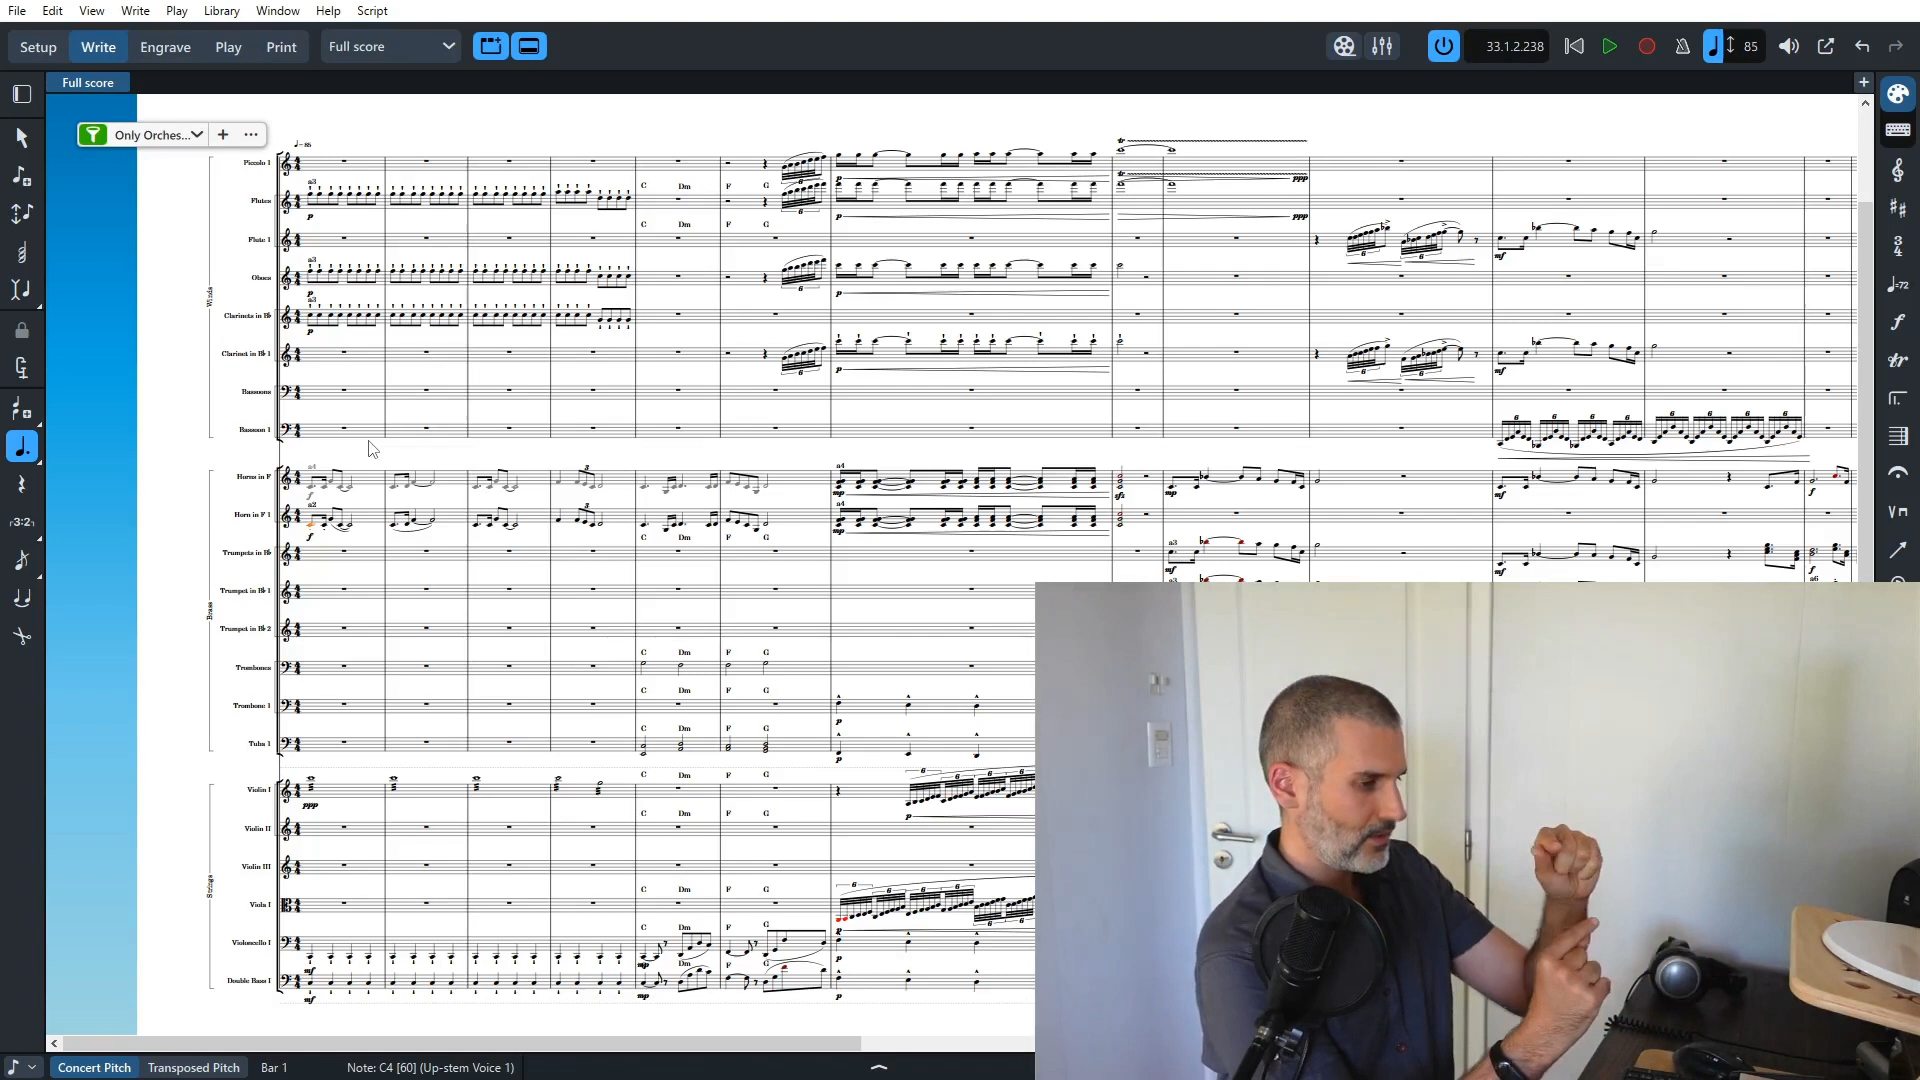 File Edit View Write Play Library Window Help Script
Setup Write Engrave Play Print Full score 33.1.2.238 85
Full score
Only Orches...
♩=85
Piccolo 1
Flutes
Flute 1
Oboes
Clarinets in B♭
Clarinet in B♭ 1
Bassoons
Bassoon 1
Winds
Horns in F
Horn in F 1
Trumpets in B♭
Trumpet in B♭ 1
Trumpet in B♭ 2
Trombones
Trombone 1
Tuba 1
Brass
Violin I
Violin II
Violin III
Viola I
Violoncello I
Double Bass I
Strings
Concert Pitch Transposed Pitch Bar 1 Note: C4 [60] (Up-stem Voice 1)